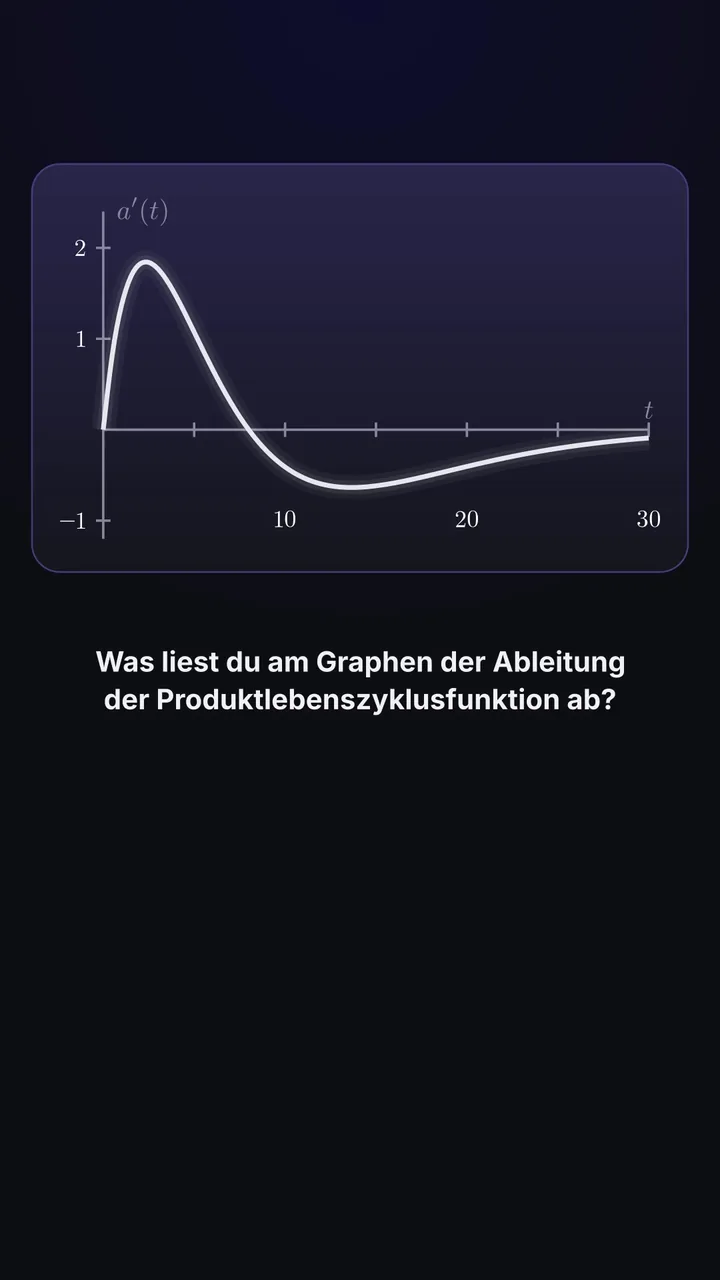 a′(t)
2
1
t
−1
10 20 30
Was liest du am Graphen der Ableitung
der Produktlebenszyklusfunktion ab?